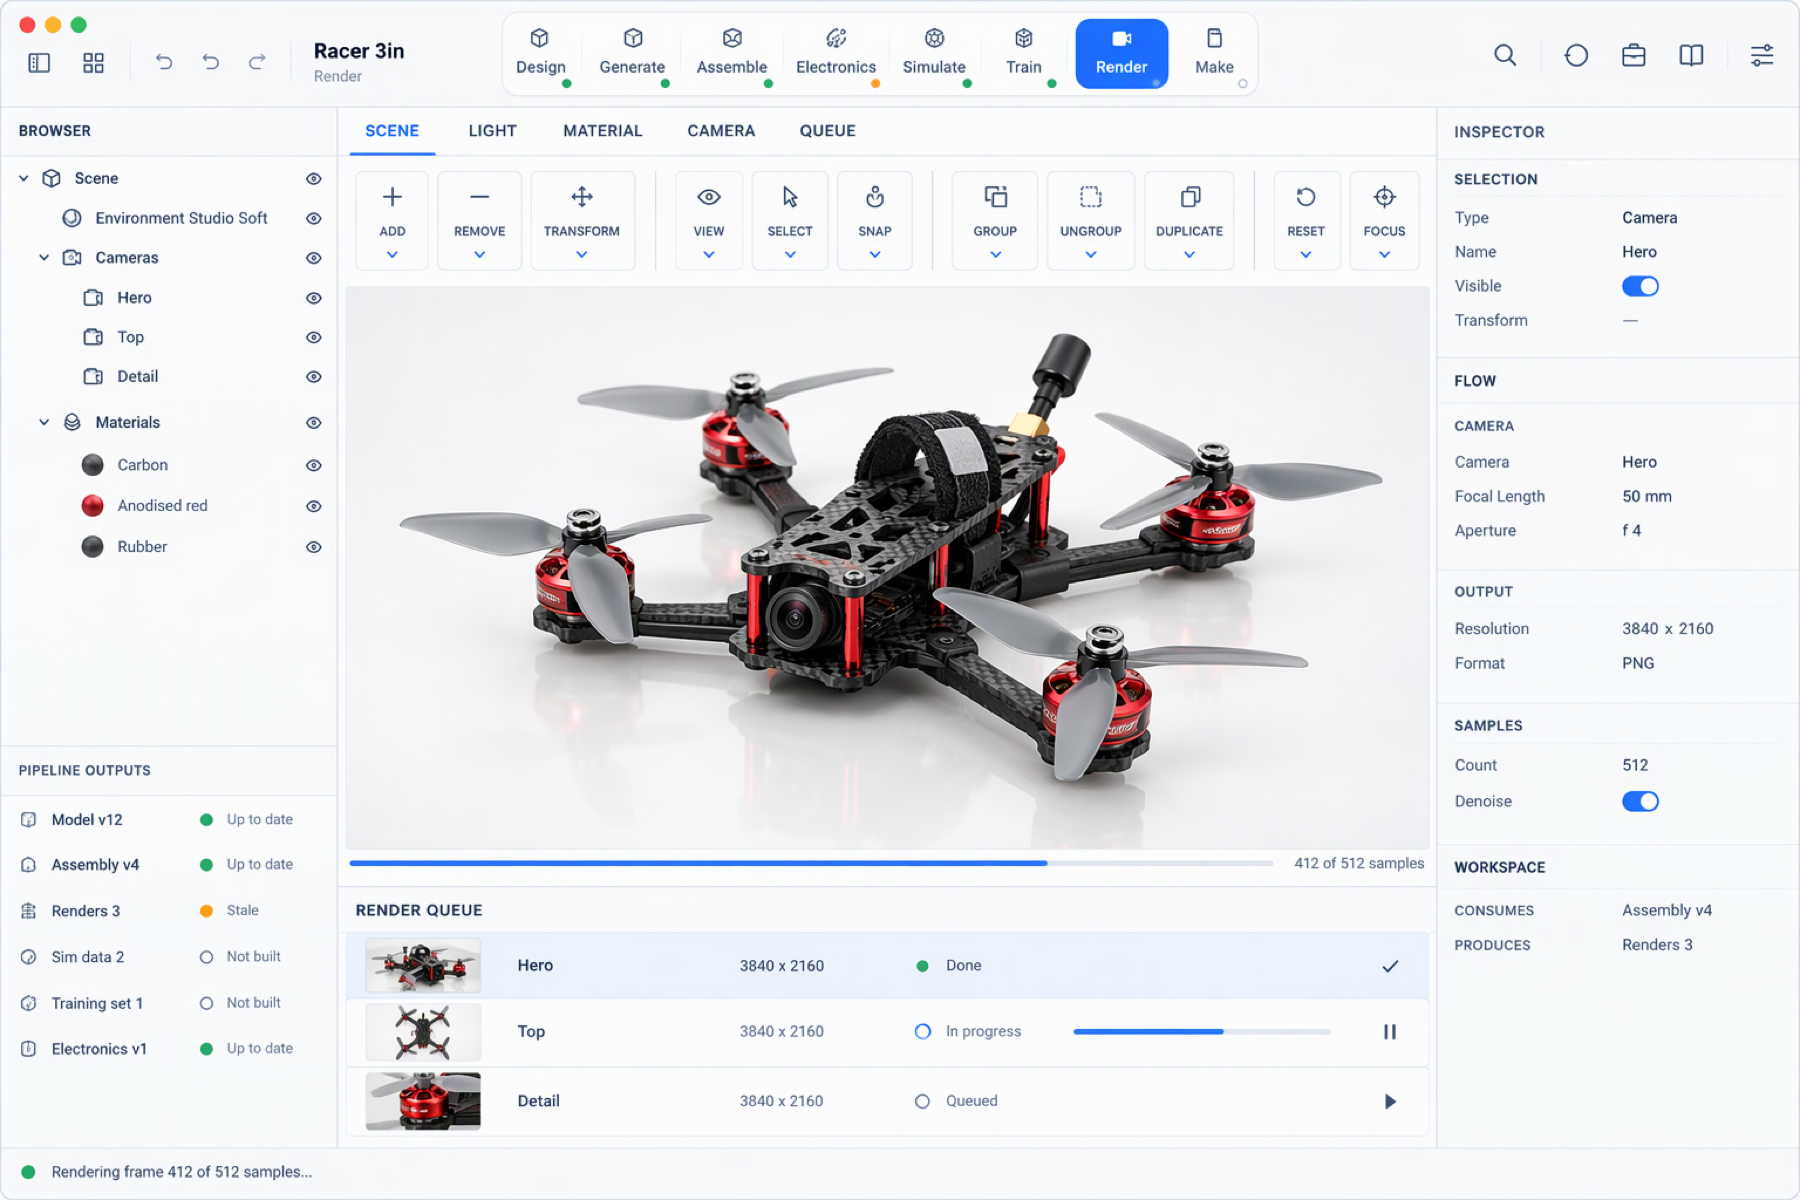 Racer 3in
Render
Design
Generate
Assemble
Electronics
Simulate
Train
Render
Make
BROWSER
Scene
Environment Studio Soft
Cameras
Hero
Top
Detail
Materials
Carbon
Anodised red
Rubber
PIPELINE OUTPUTS
Model v12 Up to date
Assembly v4 Up to date
Renders 3 Stale
Sim data 2 Not built
Training set 1 Not built
Electronics v1 Up to date
SCENE LIGHT MATERIAL CAMERA QUEUE
ADD REMOVE TRANSFORM VIEW SELECT SNAP GROUP UNGROUP DUPLICATE RESET FOCUS
412 of 512 samples
RENDER QUEUE
Hero 3840 x 2160 Done
Top 3840 x 2160 In progress
Detail 3840 x 2160 Queued
INSPECTOR
SELECTION
Type Camera
Name Hero
Visible
Transform —
FLOW
CAMERA
Camera Hero
Focal Length 50 mm
Aperture f 4
OUTPUT
Resolution 3840 x 2160
Format PNG
SAMPLES
Count 512
Denoise
WORKSPACE
CONSUMES Assembly v4
PRODUCES Renders 3
Rendering frame 412 of 512 samples...